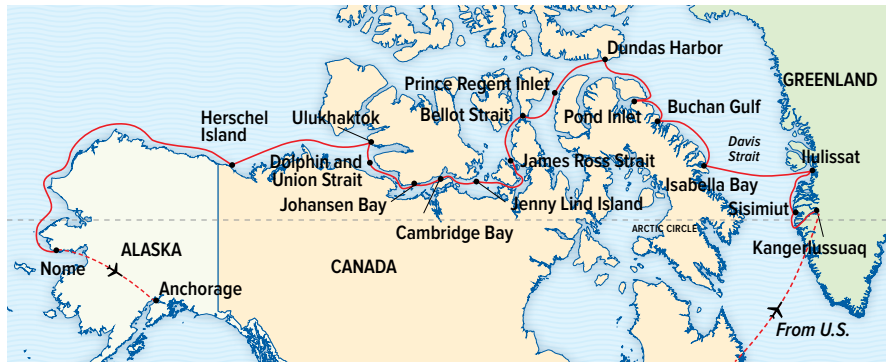 Dundas Harbor
GREENLAND
Prince Regent Inlet
Buchan Gulf
Herschel
Island
Ulukhaktok
Bellot Strait
Pond Inlet
Davis
Strait
Ilulissat
Dolphin and
Union Strait
James Ross Strait
Isabella Bay
Johansen Bay
Jenny Lind Island
Sisimiut
Cambridge Bay
ARCTIC CIRCLE
Kangerlussuaq
Nome
ALASKA
CANADA
Anchorage
From U.S.